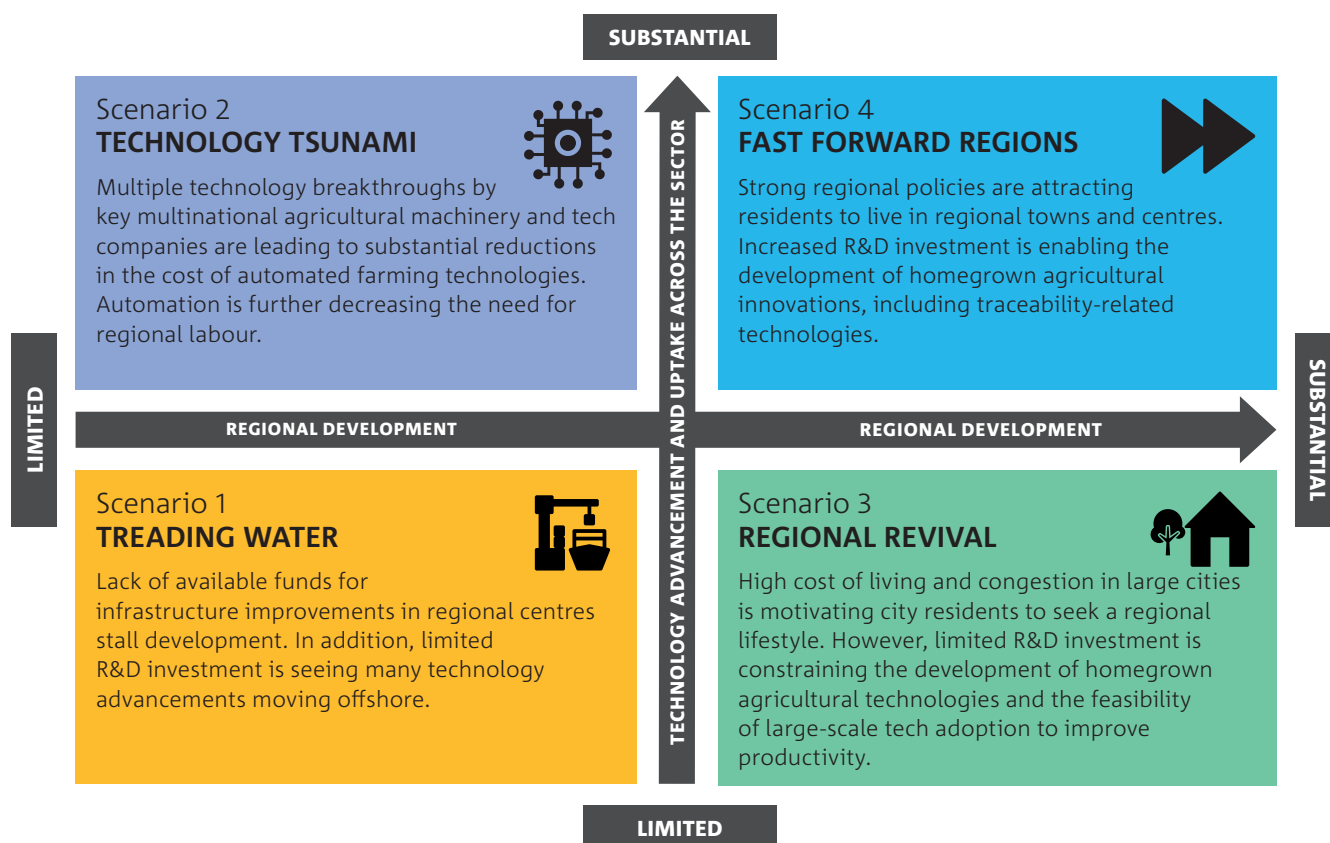 SUBSTANTIAL
Scenario 2
TECHNOLOGY TSUNAMI
Multiple technology breakthroughs by
key multinational agricultural machinery and tech
companies are leading to substantial reductions
in the cost of automated farming technologies.
Automation is further decreasing the need for
regional labour.
Scenario 4
FAST FORWARD REGIONS
Strong regional policies are attracting
residents to live in regional towns and centres.
Increased R&D investment is enabling the
development of homegrown agricultural
innovations, including traceability-related
technologies.
LIMITED
REGIONAL DEVELOPMENT
TECHNOLOGY ADVANCEMENT AND UPTAKE ACROSS THE SECTOR
REGIONAL DEVELOPMENT
SUBSTANTIAL
Scenario 1
TREADING WATER
Lack of available funds for
infrastructure improvements in regional centres
stall development. In addition, limited
R&D investment is seeing many technology
advancements moving offshore.
Scenario 3
REGIONAL REVIVAL
High cost of living and congestion in large cities
is motivating city residents to seek a regional
lifestyle. However, limited R&D investment is
constraining the development of homegrown
agricultural technologies and the feasibility
of large-scale tech adoption to improve
productivity.
LIMITED